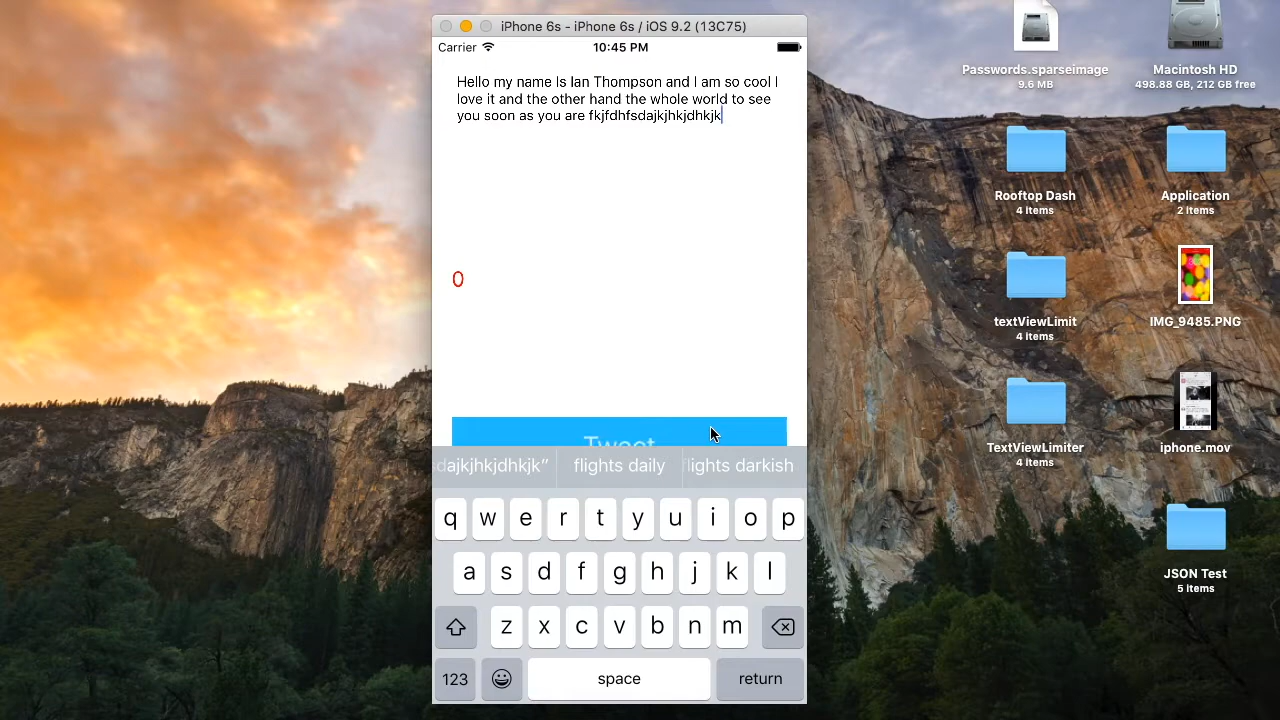 iPhone 6s - iPhone 6s / iOS 9.2 (13C75)
Carrier
10:45 PM
Hello my name Is Ian Thompson and I am so cool I
love it and the other hand the whole world to see
you soon as you are fkjfdhfsdajkjhkjdhkjk
0
Tweet
dajkjhkjdhkjk”
flights daily
lights darkish
q w e r t y u i o p
a s d f g h j k l
z x c v b n m
123
space
return
Passwords.sparseimage
9.6 MB
Macintosh HD
498.88 GB, 212 GB free
Rooftop Dash
4 items
Application
2 items
textViewLimit
4 items
IMG_9485.PNG
TextViewLimiter
4 items
iphone.mov
JSON Test
5 items